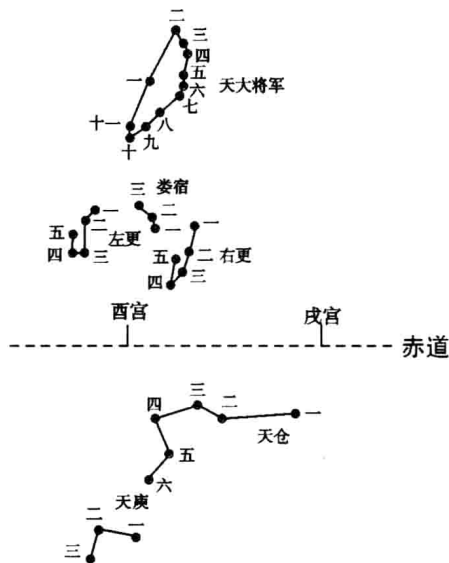 二
三
四
一 五 天大将军
六
七
十一 八
十 九
三 娄宿
一 二 一
五 二 一
左更 二 右更
四 三 五 三
四
酉宫 戌宫
赤道
四 三 二 一
天仓
五
六
天庾
二 一
三